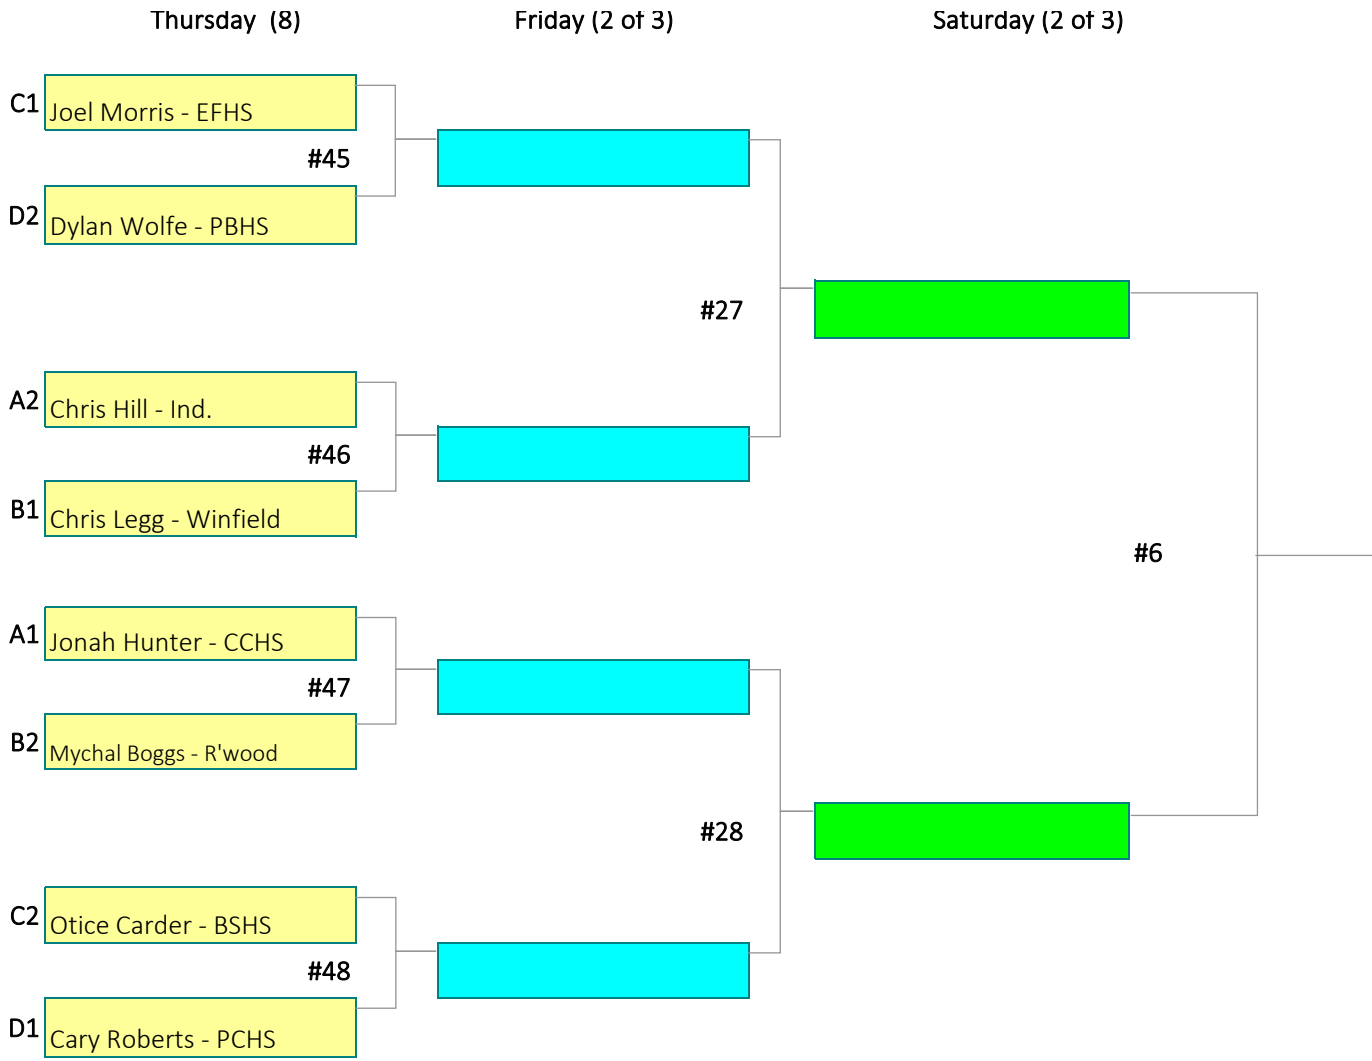 Thursday  (8)
Friday (2 of 3)
Saturday (2 of 3)
C1
Joel Morris - EFHS
#45
D2
Dylan Wolfe - PBHS
#27
A2
Chris Hill - Ind.
#46
B1
Chris Legg - Winfield
#6
A1
Jonah Hunter - CCHS
#47
B2
Mychal Boggs - R'wood
#28
C2
Otice Carder - BSHS
#48
D1
Cary Roberts - PCHS